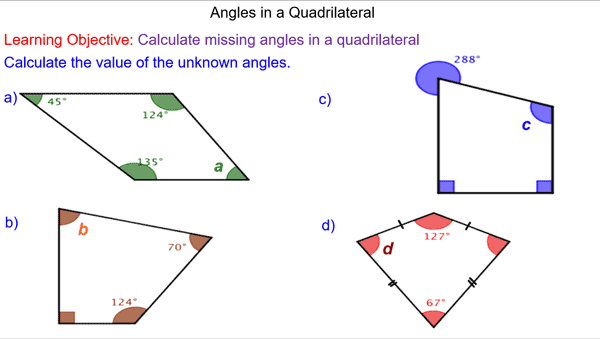 Angles in a Quadrilateral
Learning Objective: Calculate missing angles in a quadrilateral
Calculate the value of the unknown angles.
a)
45°
124°
135°
a
c)
288°
c
b)
b
70°
124°
d)
127°
d
67°